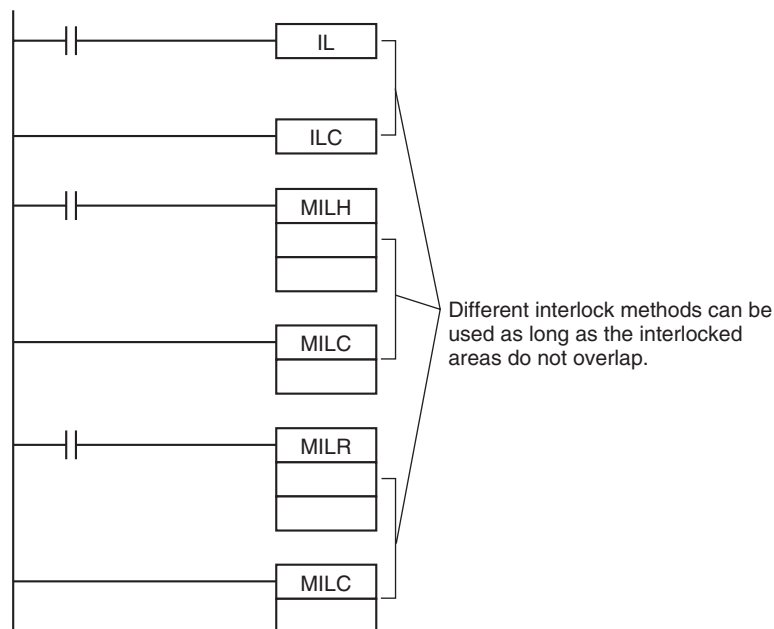 IL
ILC
MILH
MILC
Different interlock methods can be
used as long as the interlocked
areas do not overlap.
MILR
MILC